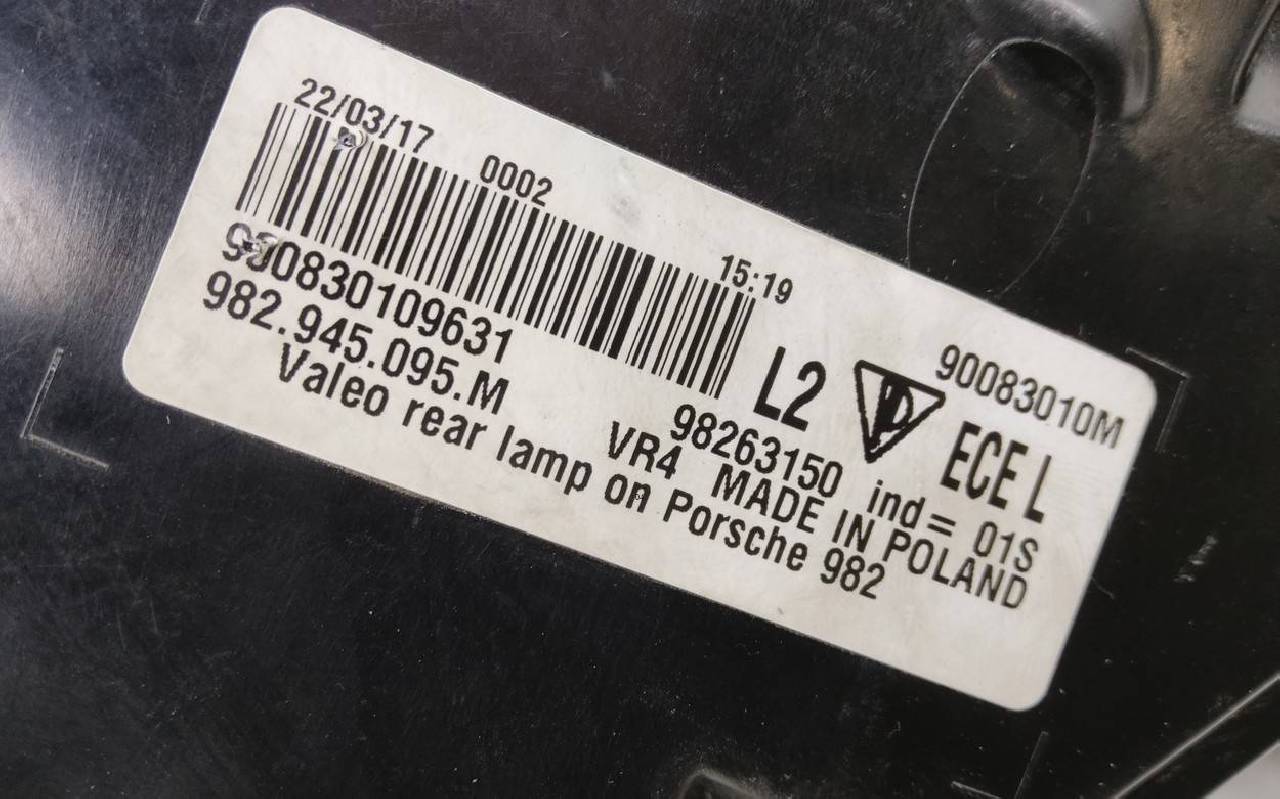 22/03/17 0002 15:19
900830109631 L2 90083010M
982.945.095.M 98263150 ECE L
VR4 ind= 01S
MADE IN POLAND
Valeo rear lamp on Porsche 982